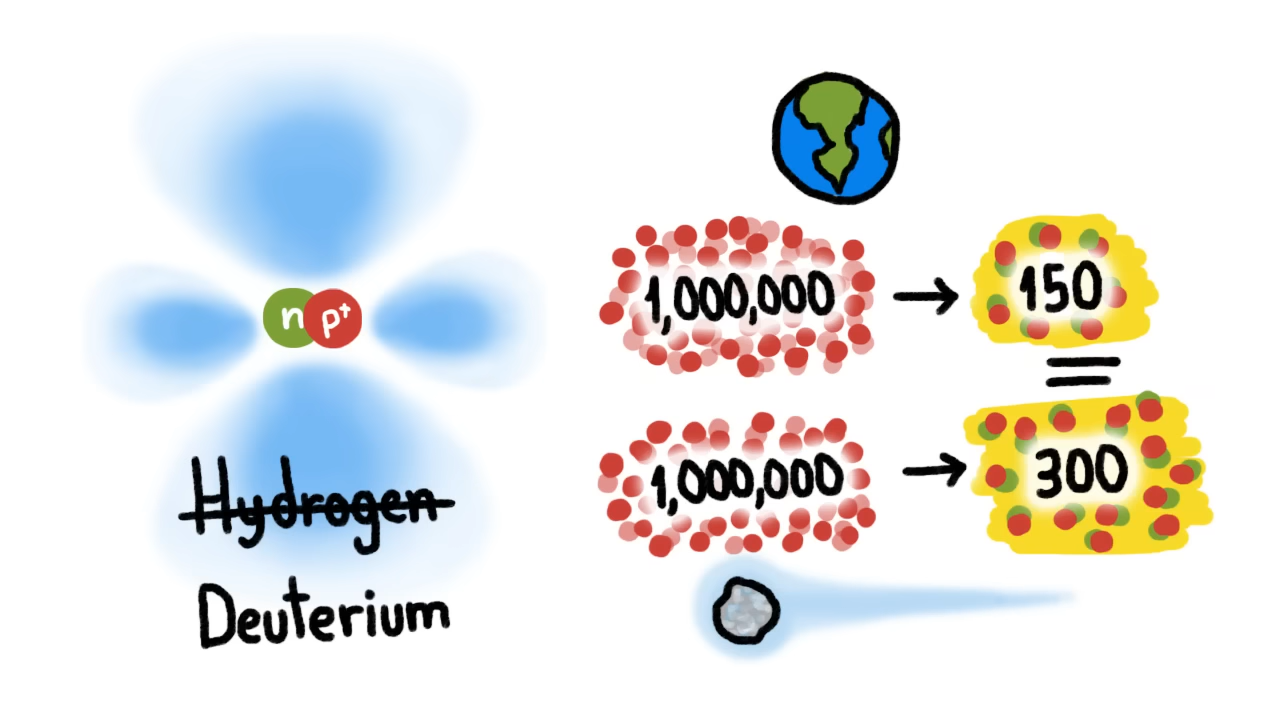 n p+
Hydrogen
Deuterium
1,000,000 → 150
=
1,000,000 → 300